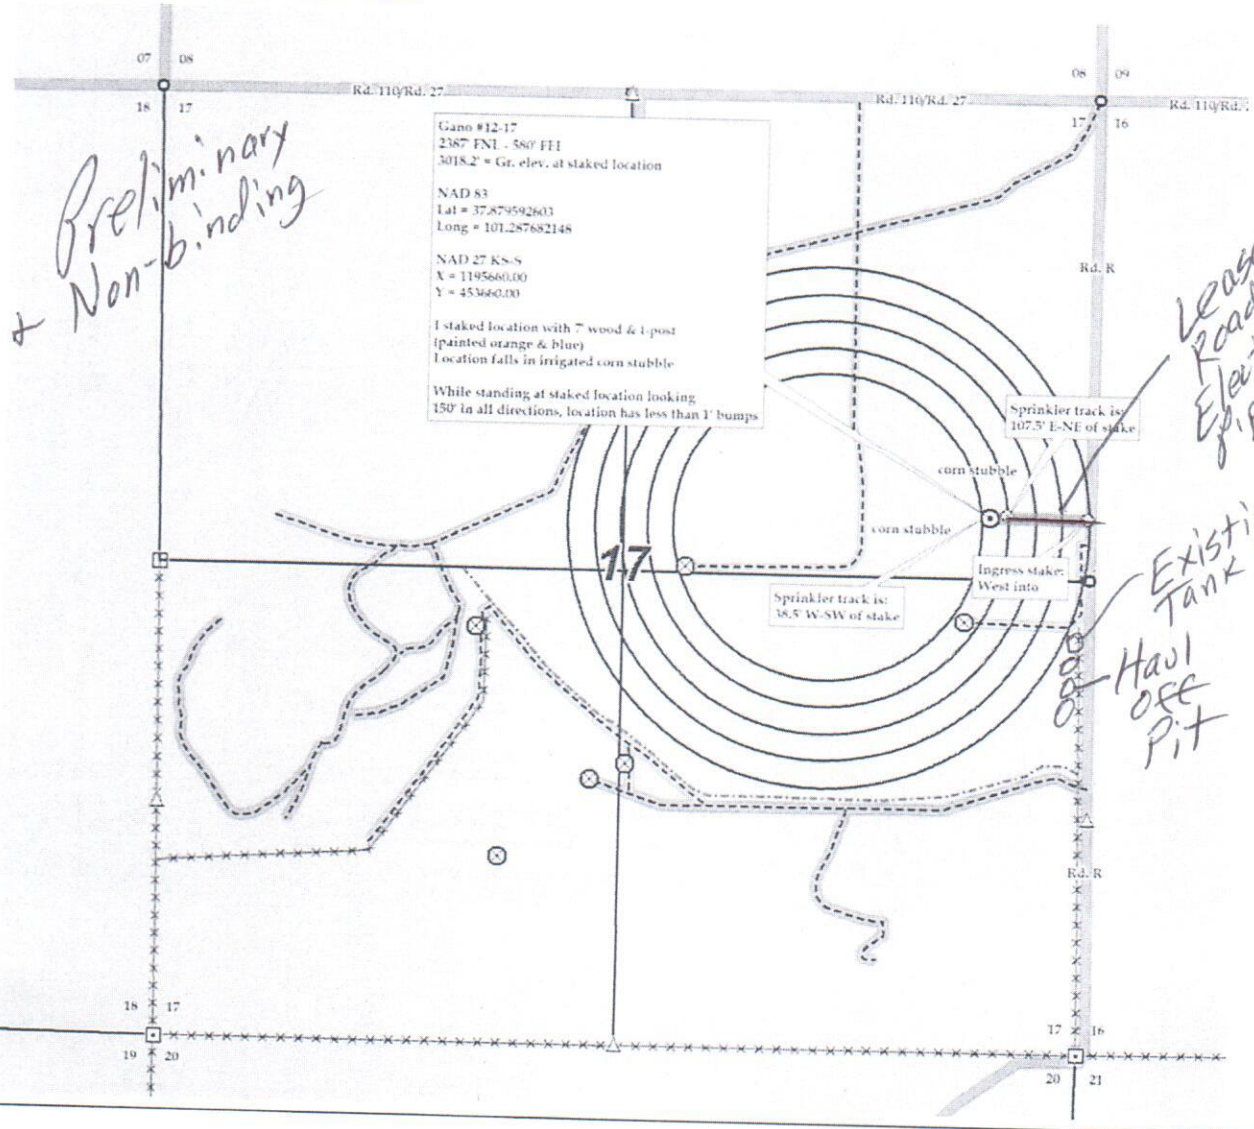 07 08
18 17
Rd. 110/Rd. 27
Rd. 110/Rd. 27
08 09
17 16
Rd. 110/Rd.
Preliminary
+ Non-binding
Gano #12-17
2387' FNL - 580' FEL
3018.2' = Gr. elev. at staked location
NAD 83
Lat = 37.879592603
Long = 101.287682148
NAD 27 KS-S
X = 1195660.00
Y = 453660.00
I staked location with 7' wood & t-post
(painted orange & blue)
Location falls in irrigated corn stubble
While standing at staked location looking
150' in all directions, location has less than 1' bumps
Rd. R
Lease
Road
Sprinkler track is:
107.5' E-NE of stake
corn stubble
corn stubble
17
Ingress stake:
West into
Sprinkler track is:
38.5' W-SW of stake
Existi
Tank
Haul
off
Pit
Rd. R
18 17
19 20
17 16
20 21